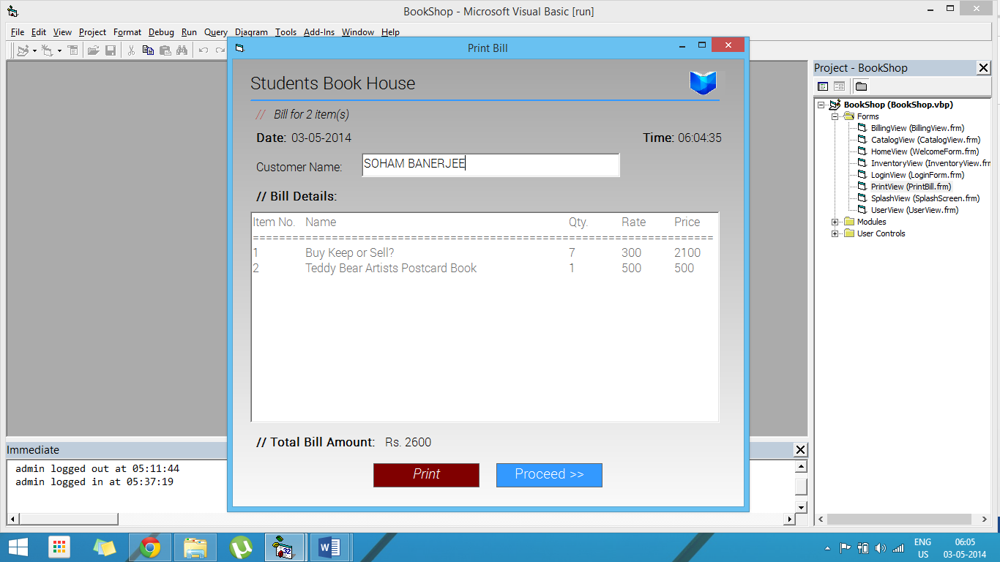 BookShop - Microsoft Visual Basic [run]
File Edit View Project Format Debug Run Query Diagram Tools Add-Ins Window Help
Print Bill
Students Book House
// Bill for 2 item(s)
Date: 03-05-2014 Time: 06:04:35
Customer Name: SOHAM BANERJEE
// Bill Details:
Item No. Name Qty. Rate Price
======================================================================
1 Buy Keep or Sell? 7 300 2100
2 Teddy Bear Artists Postcard Book 1 500 500
// Total Bill Amount: Rs. 2600
Print Proceed >>
Project - BookShop
BookShop (BookShop.vbp)
Forms
BillingView (BillingView.frm)
CatalogView (CatalogView.frm)
HomeView (WelcomeForm.frm)
InventoryView (InventoryView.frm
LoginView (LoginForm.frm)
PrintView (PrintBill.frm)
SplashView (SplashScreen.frm)
UserView (UserView.frm)
Modules
User Controls
Immediate
admin logged out at 05:11:44
admin logged in at 05:37:19
32
ENG
US
06:05
03-05-2014